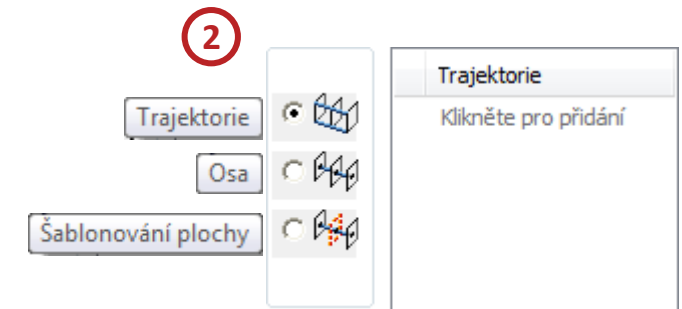 2
Trajektorie
Klikněte pro přidání
Trajektorie
Osa
Šablonování plochy